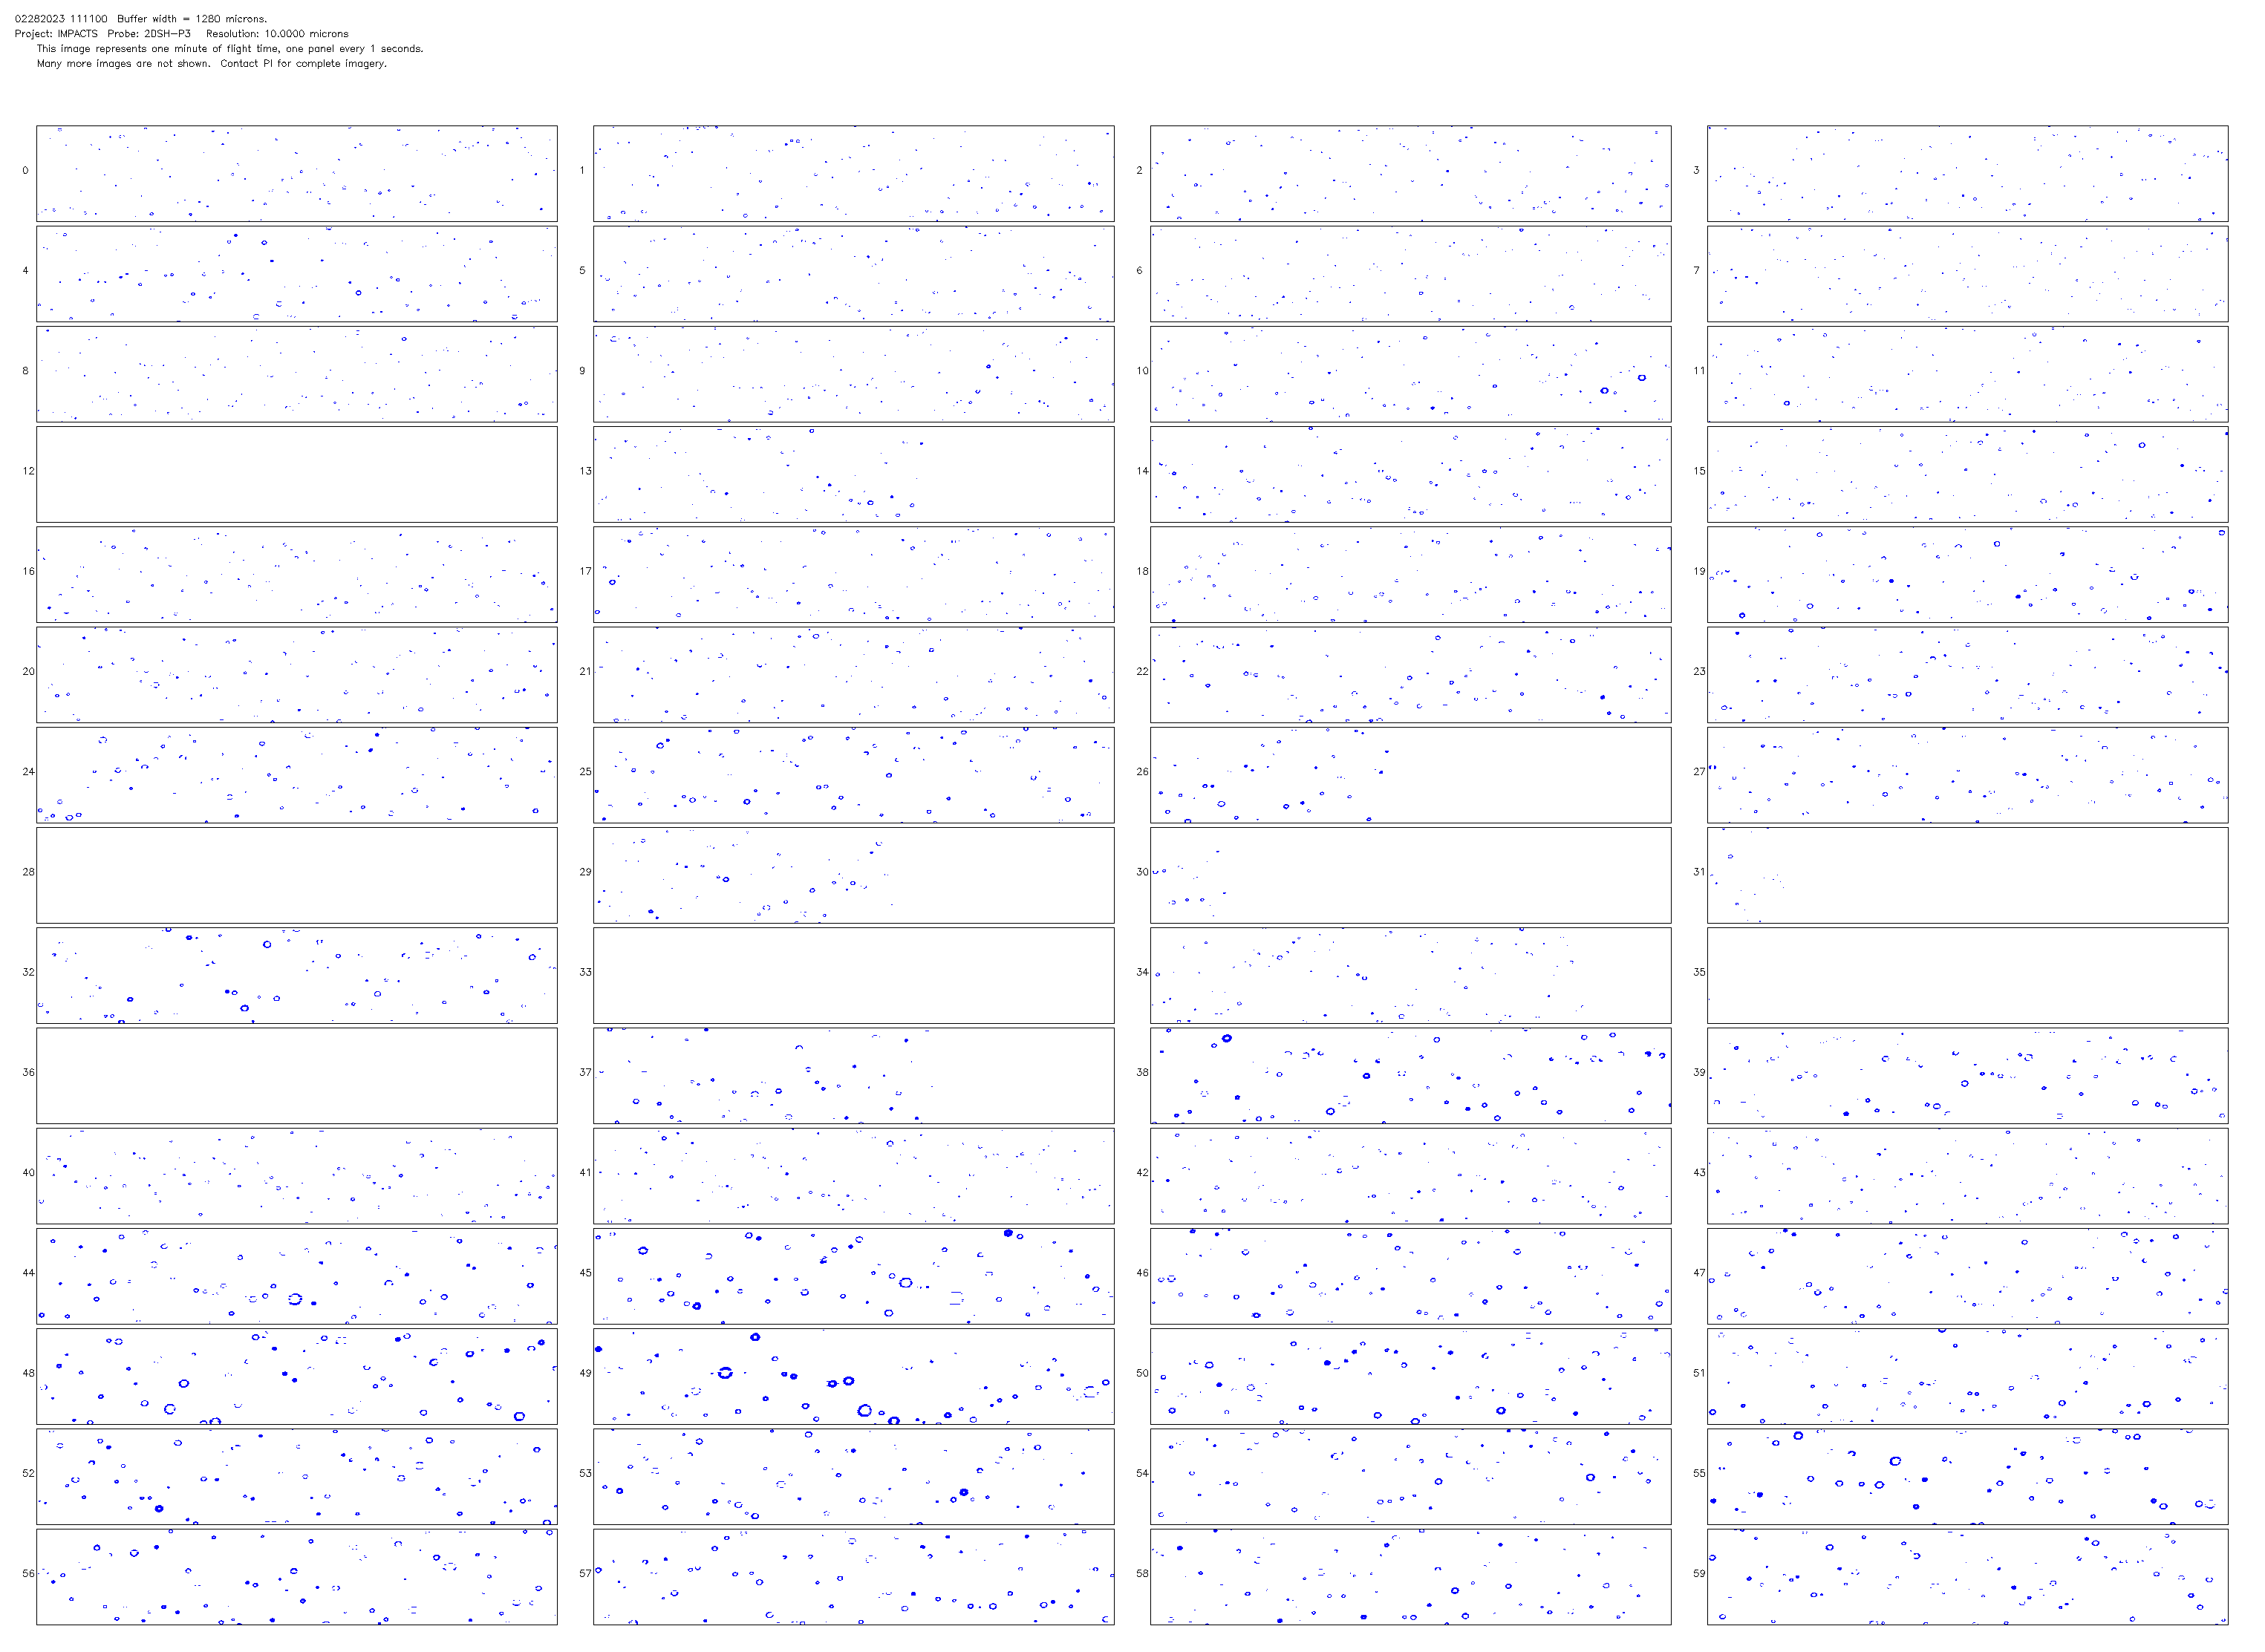 02282023 111100  Buffer width = 1280 microns.
Project: IMPACTS  Probe: 2DSH-P3    Resolution: 10.0000 microns
This image represents one minute of flight time, one panel every 1 seconds.
Many more images are not shown.  Contact PI for complete imagery.
0 1 2 3
4 5 6 7
8 9 10 11
12 13 14 15
16 17 18 19
20 21 22 23
24 25 26 27
28 29 30 31
32 33 34 35
36 37 38 39
40 41 42 43
44 45 46 47
48 49 50 51
52 53 54 55
56 57 58 59